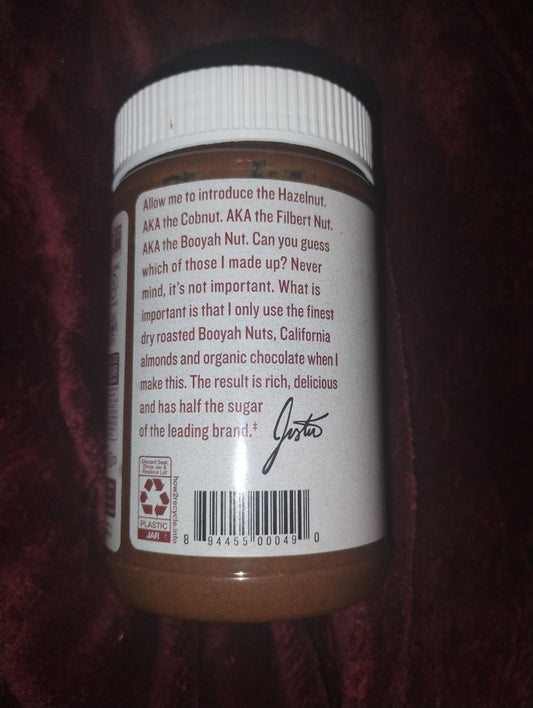 Allow me to introduce the Hazelnut.
AKA the Cobnut. AKA the Filbert Nut.
AKA the Booyah Nut. Can you guess
which of those I made up? Never
mind, it's not important. What is
important is that I only use the finest
dry roasted Booyah Nuts, California
almonds and organic chocolate when I
make this. The result is rich, delicious
and has half the sugar
of the leading brand.‡
Justin
Discard Seal,
Rinse Jar &
Replace Lid
PLASTIC
JAR
how2recycle.info
8 94455 00049 0